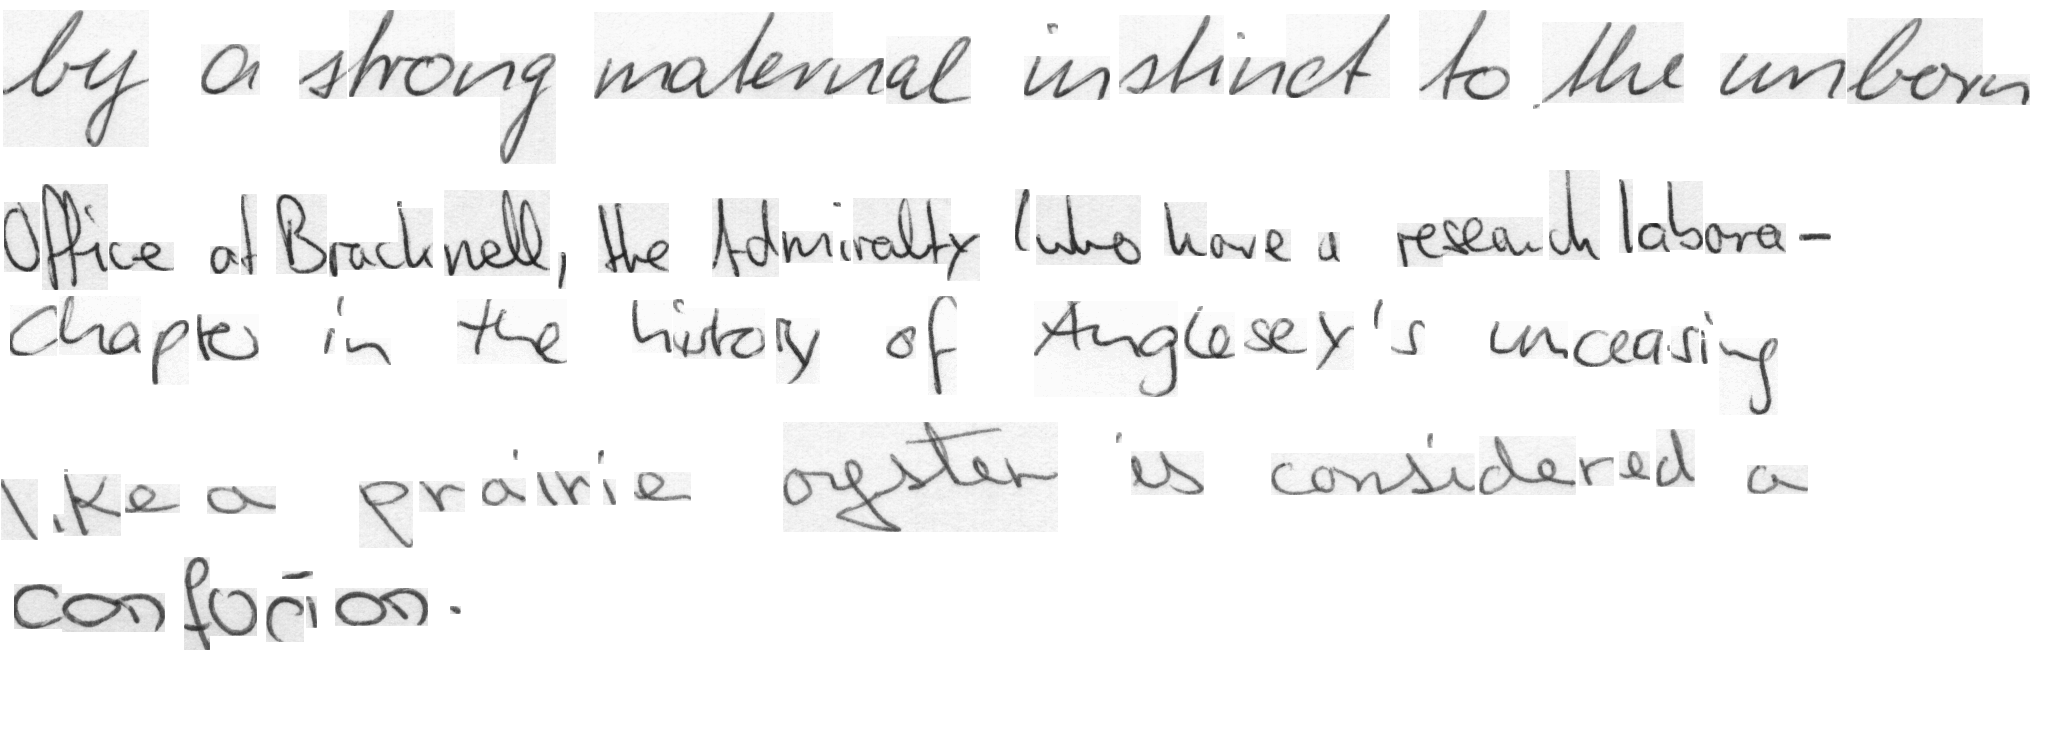 by a strong maternal instinct to the unborn
Office at Bracknell, the Admiralty (who have a research labora-
chapter in the history of Anglesey's unceasing
like a prairie oyster is considered a
confusion.